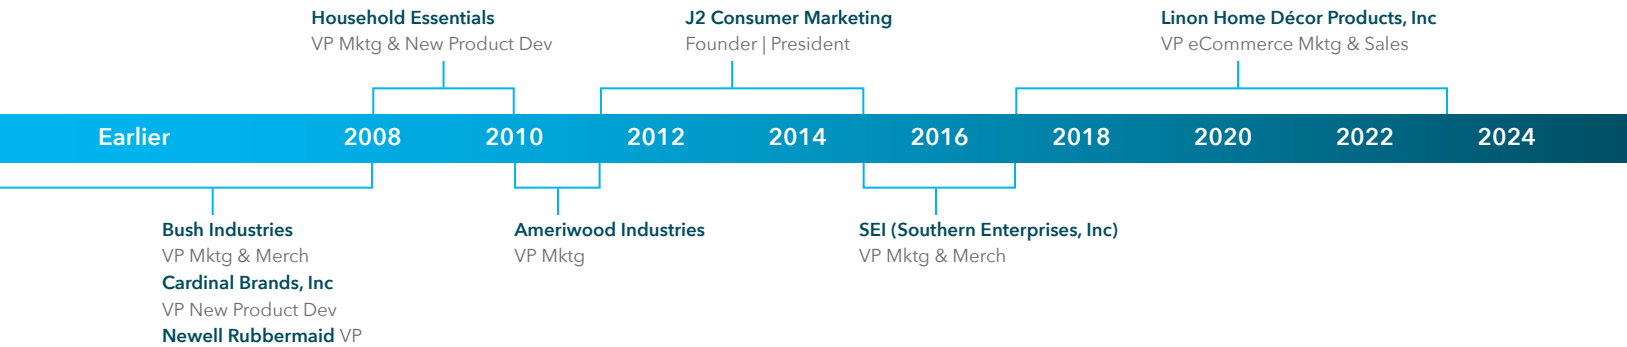 Household Essentials
VP Mktg & New Product Dev
J2 Consumer Marketing
Founder | President
Linon Home Décor Products, Inc
VP eCommerce Mktg & Sales
Earlier 2008 2010 2012 2014 2016 2018 2020 2022 2024
Bush Industries
VP Mktg & Merch
Cardinal Brands, Inc
VP New Product Dev
Newell Rubbermaid VP
Ameriwood Industries
VP Mktg
SEI (Southern Enterprises, Inc)
VP Mktg & Merch